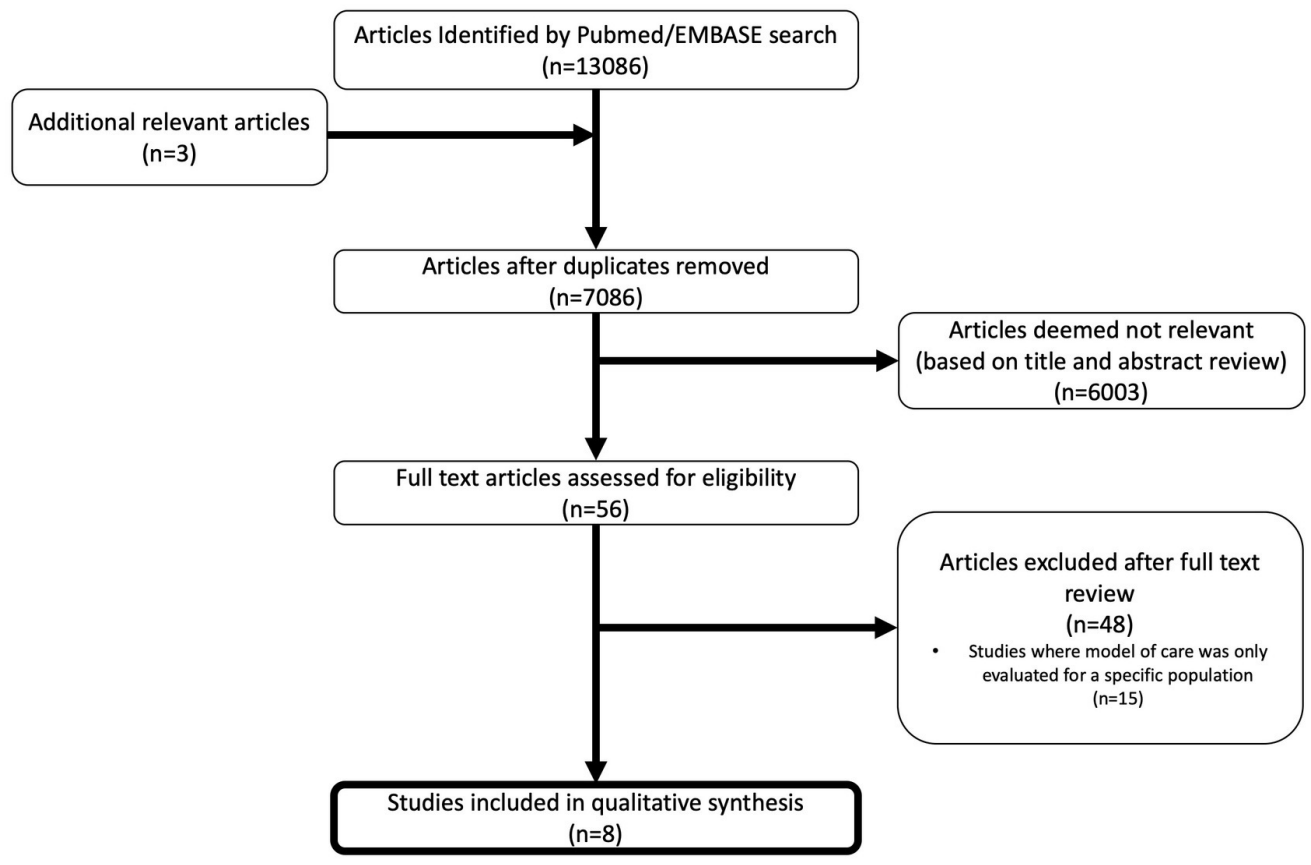 Articles Identified by Pubmed/EMBASE search
(n=13086)
Additional relevant articles
(n=3)
Articles after duplicates removed
(n=7086)
Articles deemed not relevant
(based on title and abstract review)
(n=6003)
Full text articles assessed for eligibility
(n=56)
Articles excluded after full text
review
(n=48)
• Studies where model of care was only
evaluated for a specific population
(n=15)
Studies included in qualitative synthesis
(n=8)